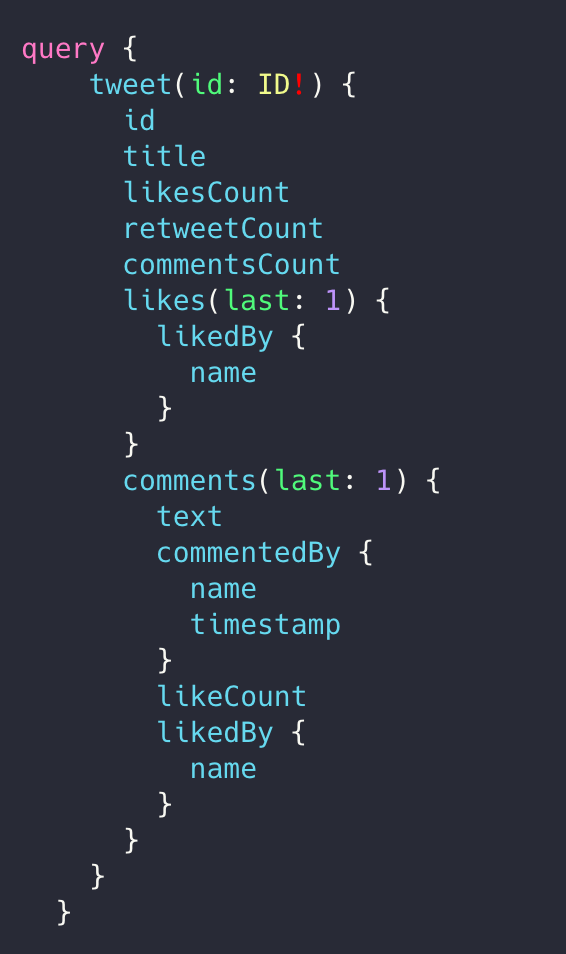 query {
    tweet(id: ID!) {
      id
      title
      likesCount
      retweetCount
      commentsCount
      likes(last: 1) {
        likedBy {
          name
        }
      }
      comments(last: 1) {
        text
        commentedBy {
          name
          timestamp
        }
        likeCount
        likedBy {
          name
        }
      }
    }
  }